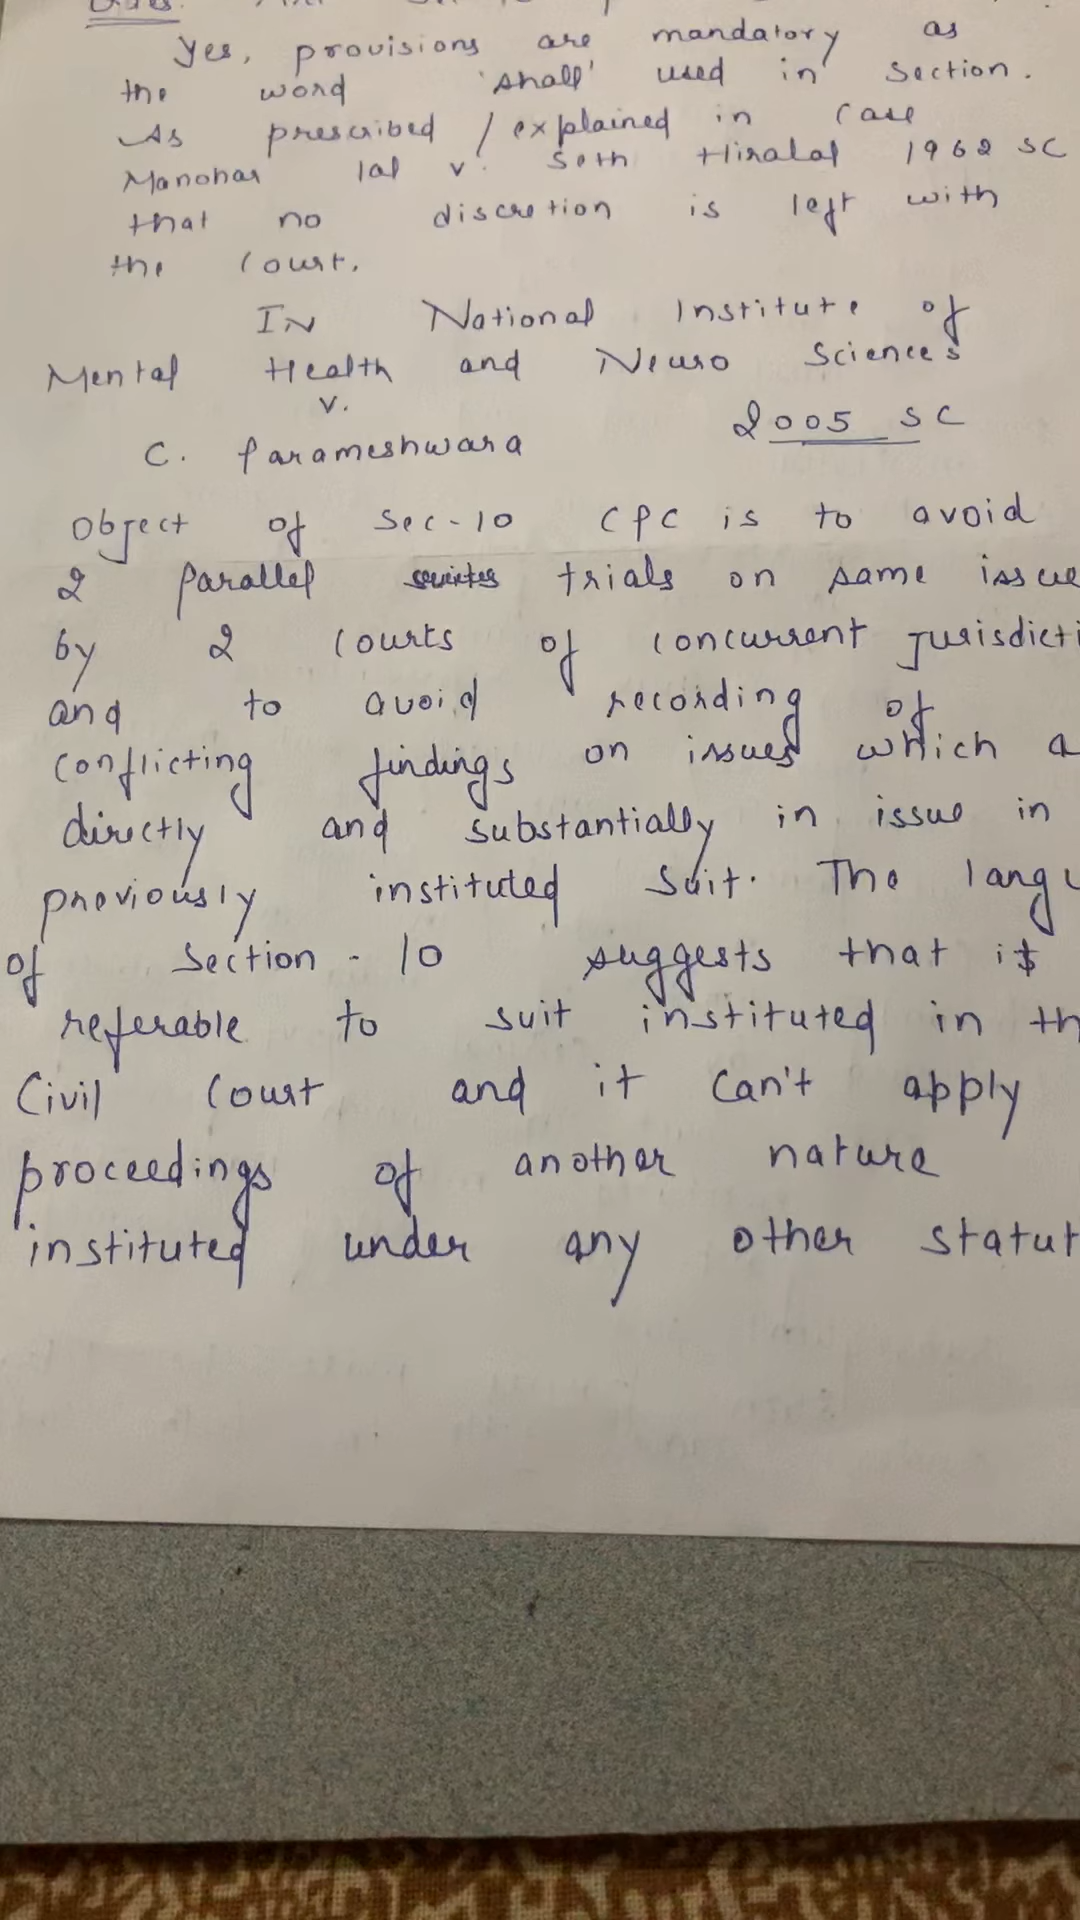 Yes, provisions are mandatory as
the word 'shall' used in section.
As prescribed / explained in case
Manohar lal v. Seth Hiralal 1962 SC
that no discretion is left with
the Court.
IN National Institute of
Mental Health and Neuro Sciences
v.
C. Parameshwara 2005 SC
Object of Sec-10 CPC is to avoid
2 parallel trials on same issue
by 2 Courts of concurrent jurisdicti
and to avoid recording of
conflicting findings on issues which a
directly and substantially in issue in
previously instituted suit. The langu
of Section - 10 suggests that it
referable to suit instituted in th
Civil Court and it can't apply
proceedings of another nature
instituted under any other statut